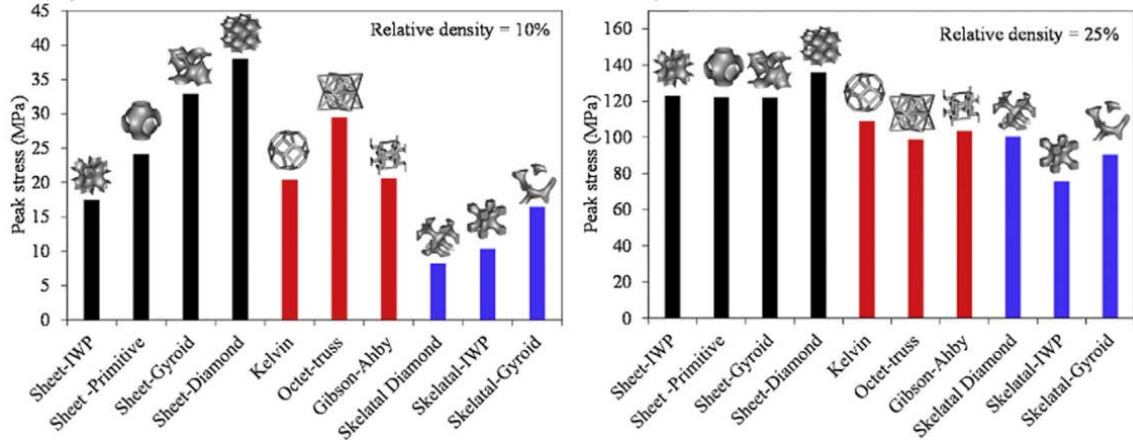 Relative density = 10%
Peak stress (MPa)
45
40
35
30
25
20
15
10
5
0
Sheet-IWP
Sheet -Primitive
Sheet-Gyroid
Sheet-Diamond
Kelvin
Octet-truss
Gibson-Ahby
Skelatal Diamond
Skelatal-IWP
Skelatal-Gyroid
Relative density = 25%
Peak stress (MPa)
160
140
120
100
80
60
40
20
0
Sheet-IWP
Sheet -Primitive
Sheet-Gyroid
Sheet-Diamond
Kelvin
Octet-truss
Gibson-Ahby
Skelatal Diamond
Skelatal-IWP
Skelatal-Gyroid